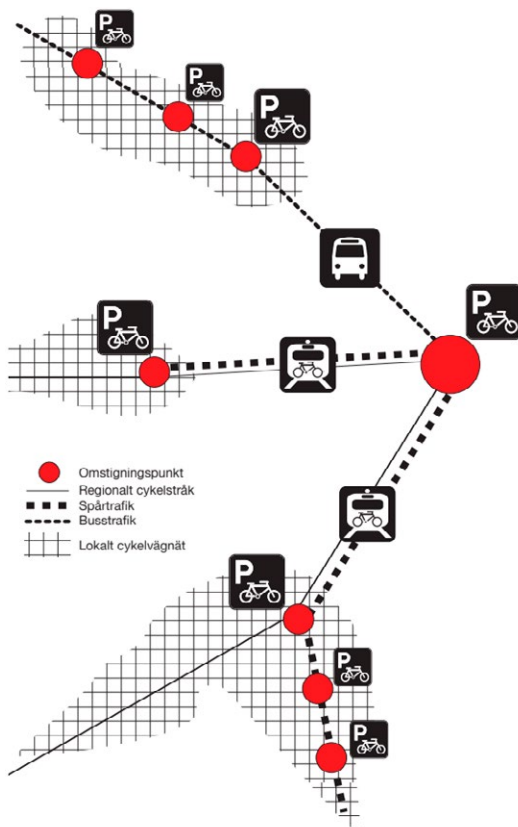 P
P
P
P
P
Omstigningspunkt
Regionalt cykelstråk
Spårtrafik
Busstrafik
Lokalt cykelvägnät
P
P
P